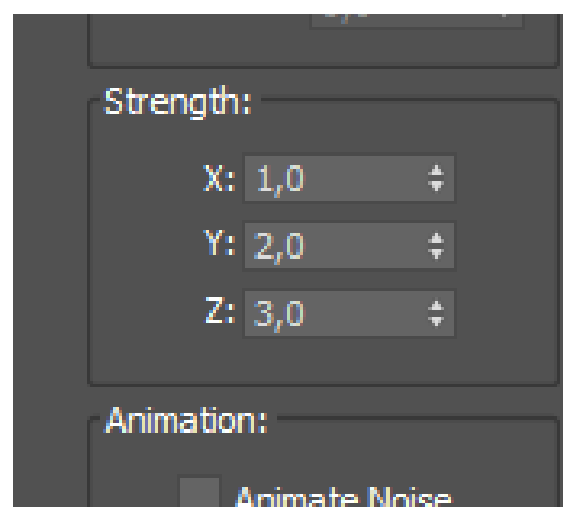 Strength:
X: 1,0
Y: 2,0
Z: 3,0
Animation:
Animate Noise